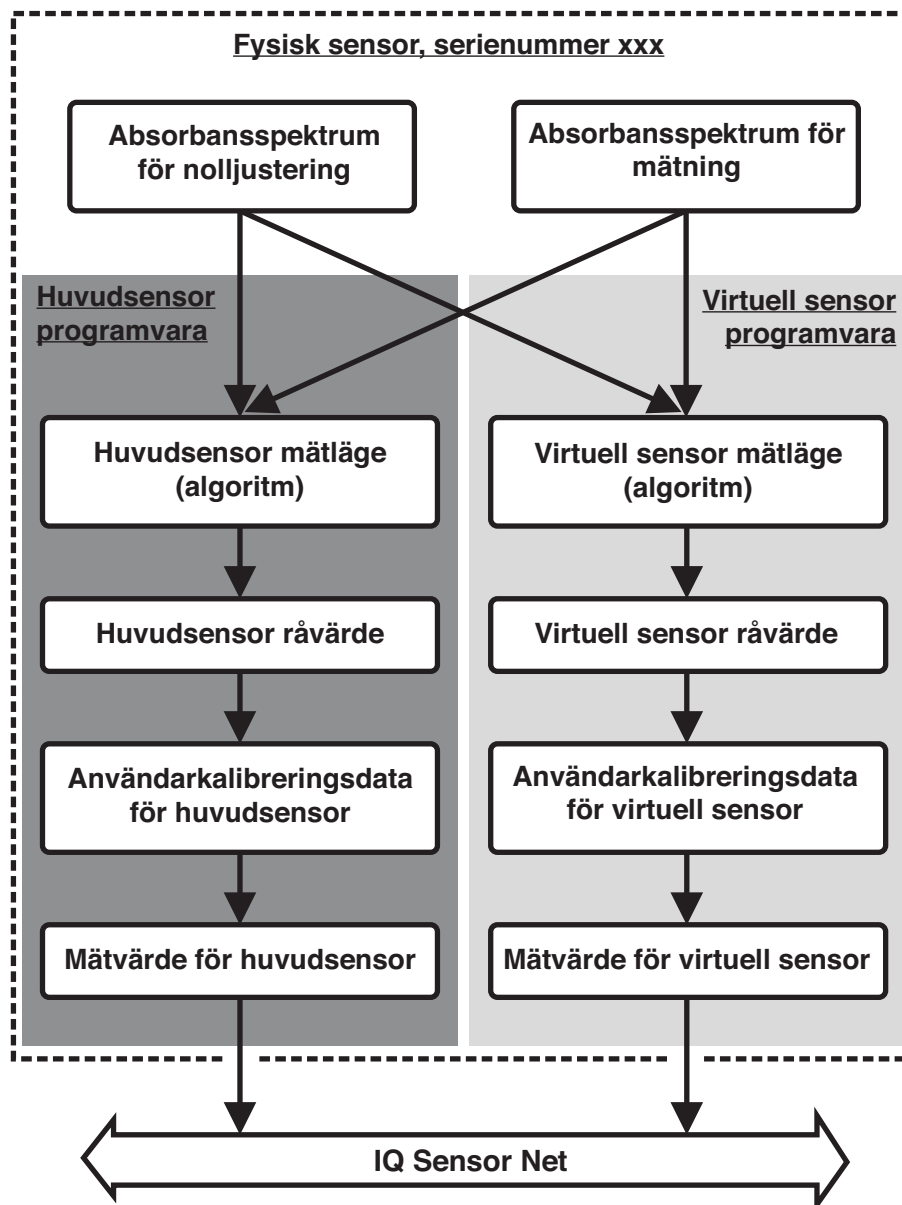 Fysisk sensor, serienummer xxx
Absorbansspektrum
för nolljustering
Absorbansspektrum för
mätning
Huvudsensor
programvara
Virtuell sensor
programvara
Huvudsensor mätläge
(algoritm)
Virtuell sensor mätläge
(algoritm)
Huvudsensor råvärde
Virtuell sensor råvärde
Användarkalibreringsdata
för huvudsensor
Användarkalibreringsdata
för virtuell sensor
Mätvärde för huvudsensor
Mätvärde för virtuell sensor
IQ Sensor Net